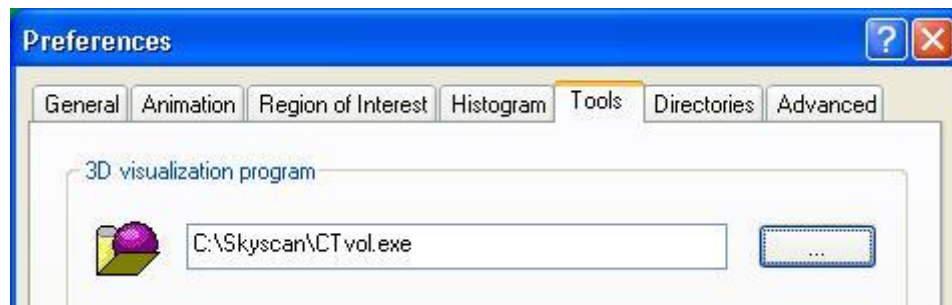 Preferences
General Animation Region of Interest Histogram Tools Directories Advanced
3D visualization program
C:\Skyscan\CTvol.exe
...